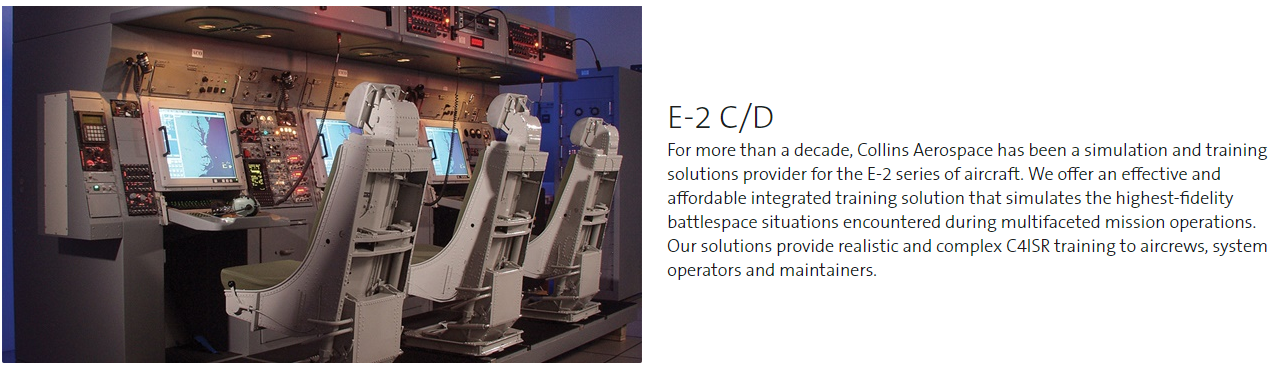 E-2 C/D
For more than a decade, Collins Aerospace has been a simulation and training
solutions provider for the E-2 series of aircraft. We offer an effective and
affordable integrated training solution that simulates the highest-fidelity
battlespace situations encountered during multifaceted mission operations.
Our solutions provide realistic and complex C4ISR training to aircrews, system
operators and maintainers.